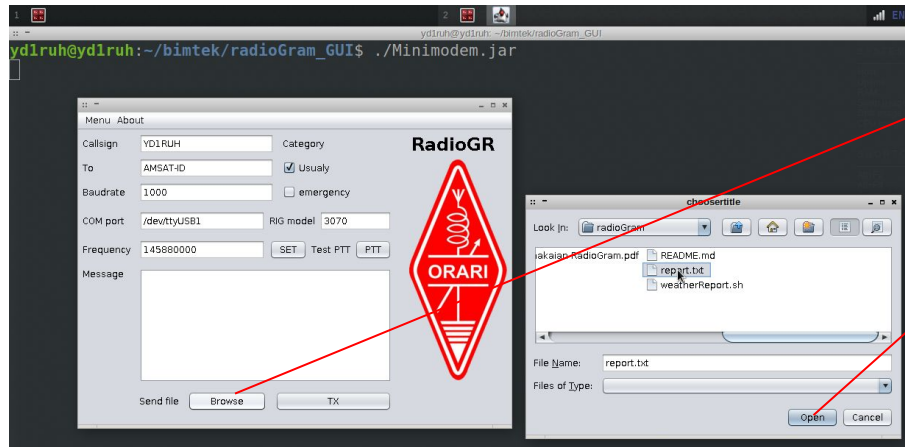 1
2
EN
yd1ruh@yd1ruh: ~/bimtek/radioGram_GUI
yd1ruh@yd1ruh:~/bimtek/radioGram_GUI$ ./Minimodem.jar
Menu About
Callsign YD1RUH Category
RadioGR
To AMSAT-ID Usualy
Baudrate 1000 emergency
COM port /dev/ttyUSB1 RIG model 3070
Frequency 145880000 SET Test PTT PTT
Message
ORARI
Send file Browse TX
choosertitle
Look In: radioGram
nakaian RadioGram.pdf README.md
report.txt
weatherReport.sh
File Name: report.txt
Files of Type:
Open Cancel